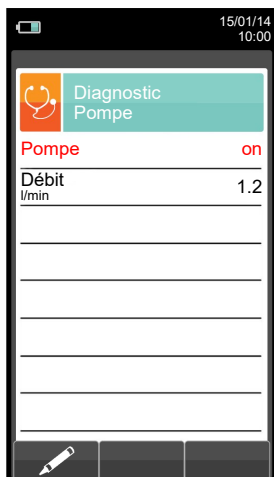 15/01/14
10:00
Diagnostic
Pompe
Pompe on
Débit 1.2
l/min